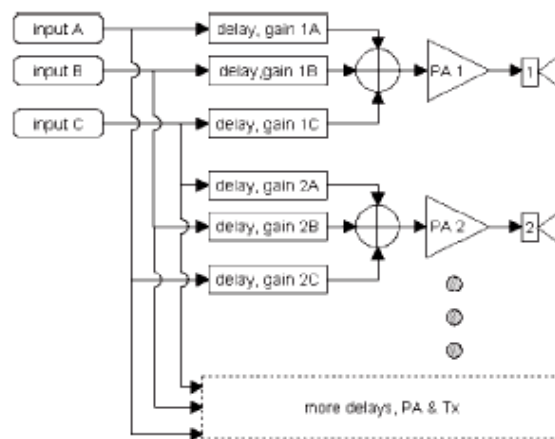 input A
delay, gain 1A
input B
delay,gain 1B
PA 1
1
input C
delay, gain 1C
delay, gain 2A
delay, gain 2B
PA 2
2
delay, gain 2C
more delays, PA & Tx